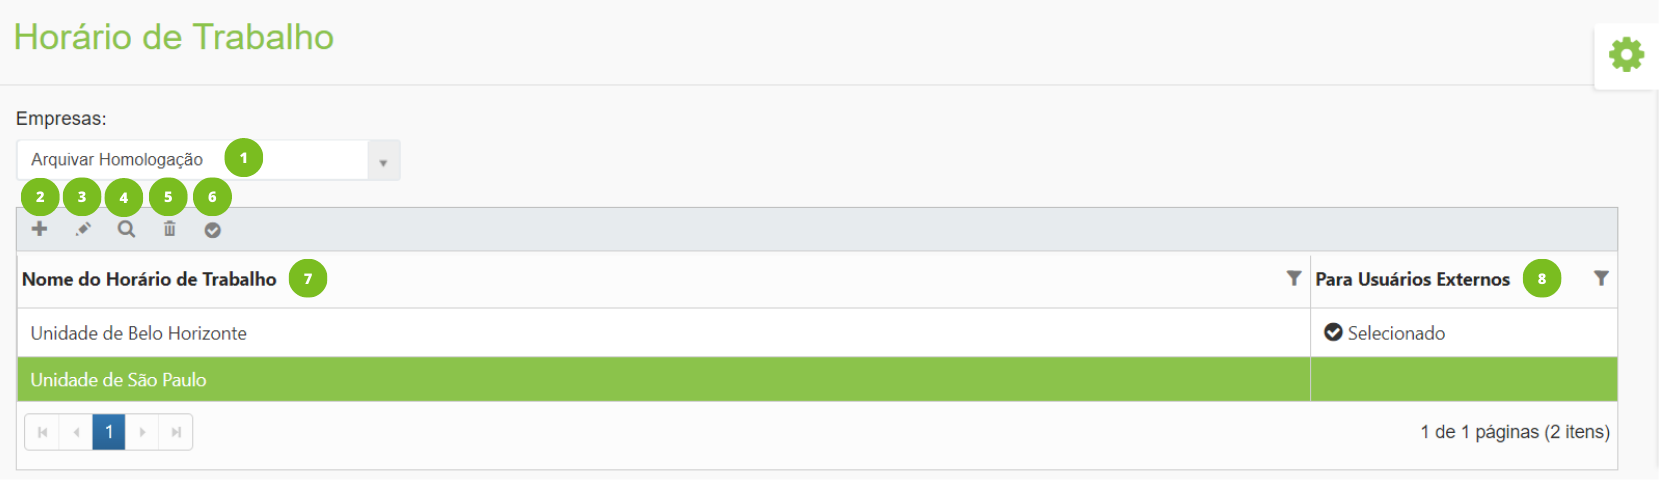 Horário de Trabalho
Empresas:
Arquivar Homologação 1
2 3 4 5 6
Nome do Horário de Trabalho 7 Para Usuários Externos 8
Unidade de Belo Horizonte Selecionado
Unidade de São Paulo
1 1 de 1 páginas (2 itens)